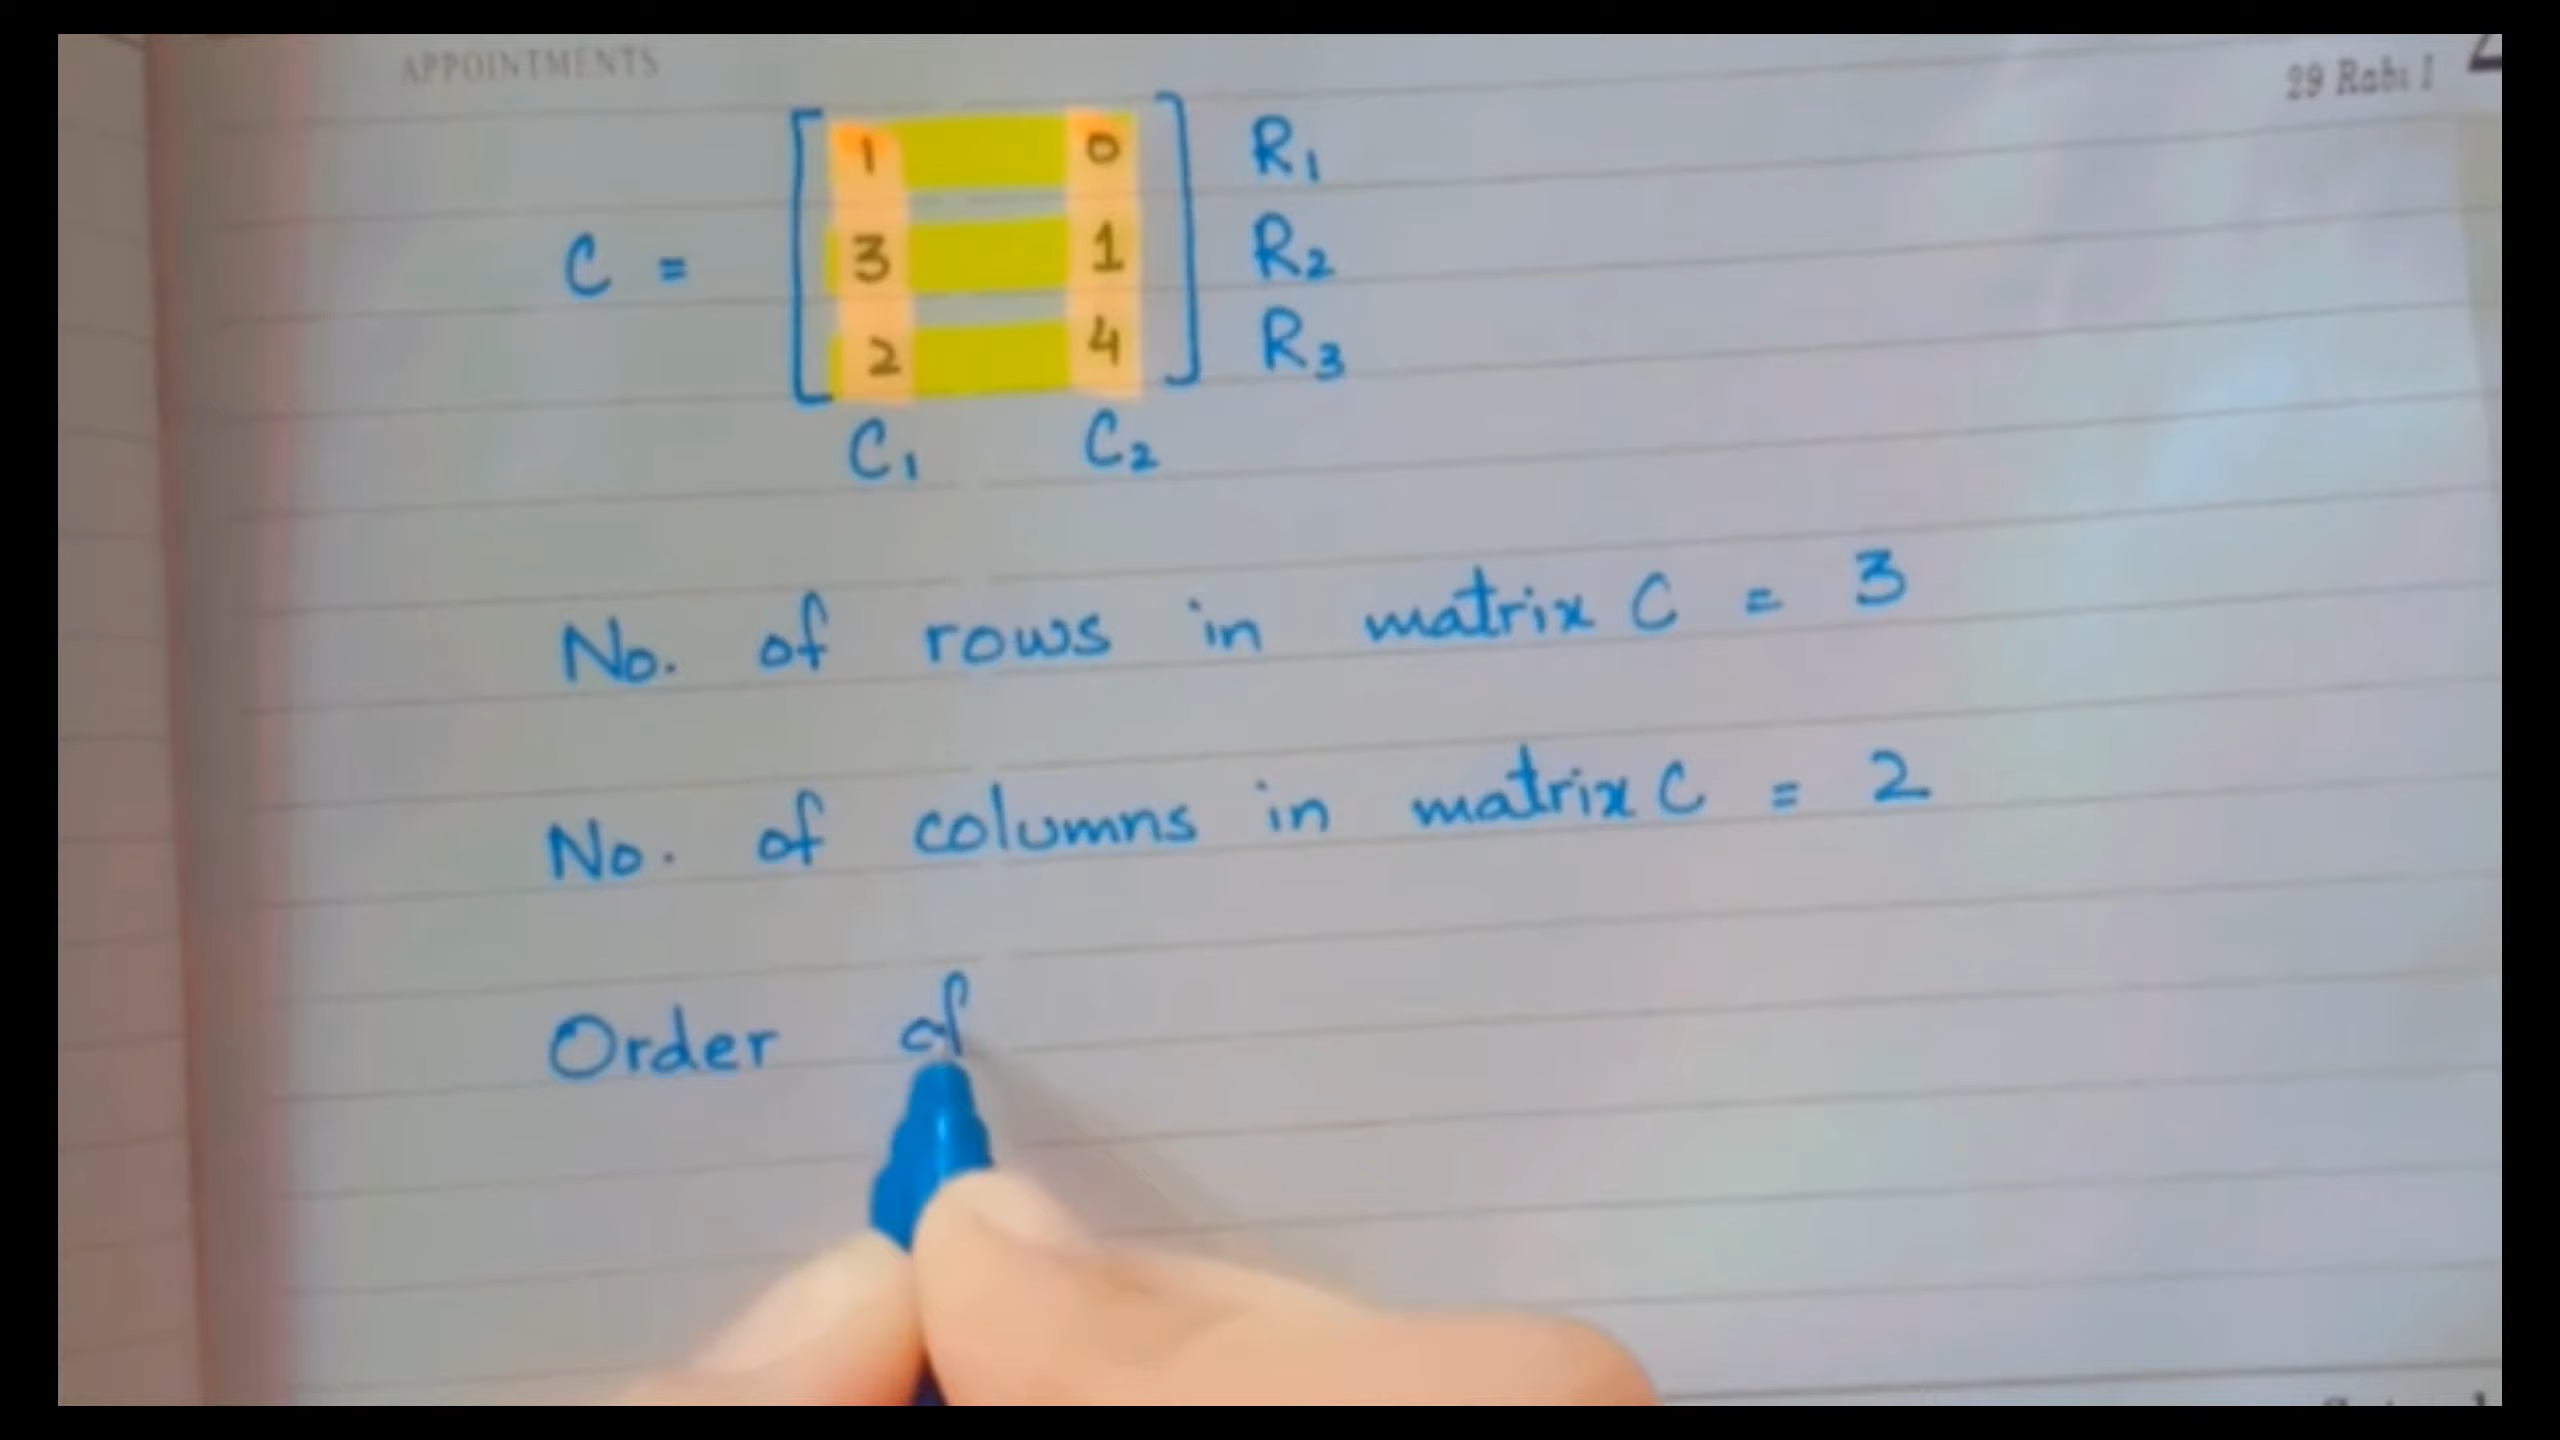 APPOINTMENTS
29 Rabi I
1 0 R₁
C = 3 1 R₂
2 4 R₃
C₁ C₂
No. of rows in matrix C = 3
No. of columns in matrix C = 2
Order of